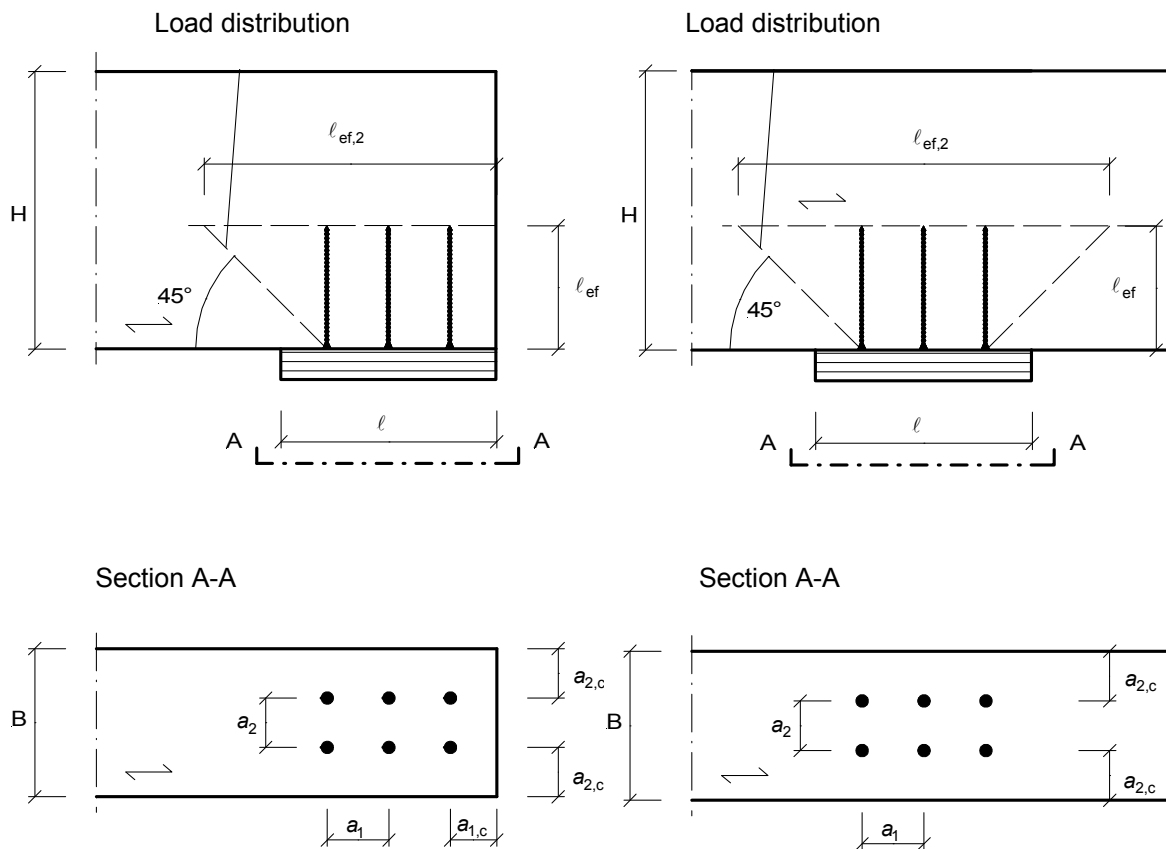 Load distribution
Load distribution
ℓef,2
ℓef,2
H
H
45°
ℓef
45°
ℓef
ℓ
ℓ
A
A
A
A
Section A-A
Section A-A
B
a2
a2,c
a2,c
B
a2
a2,c
a2,c
a1
a1,c
a1